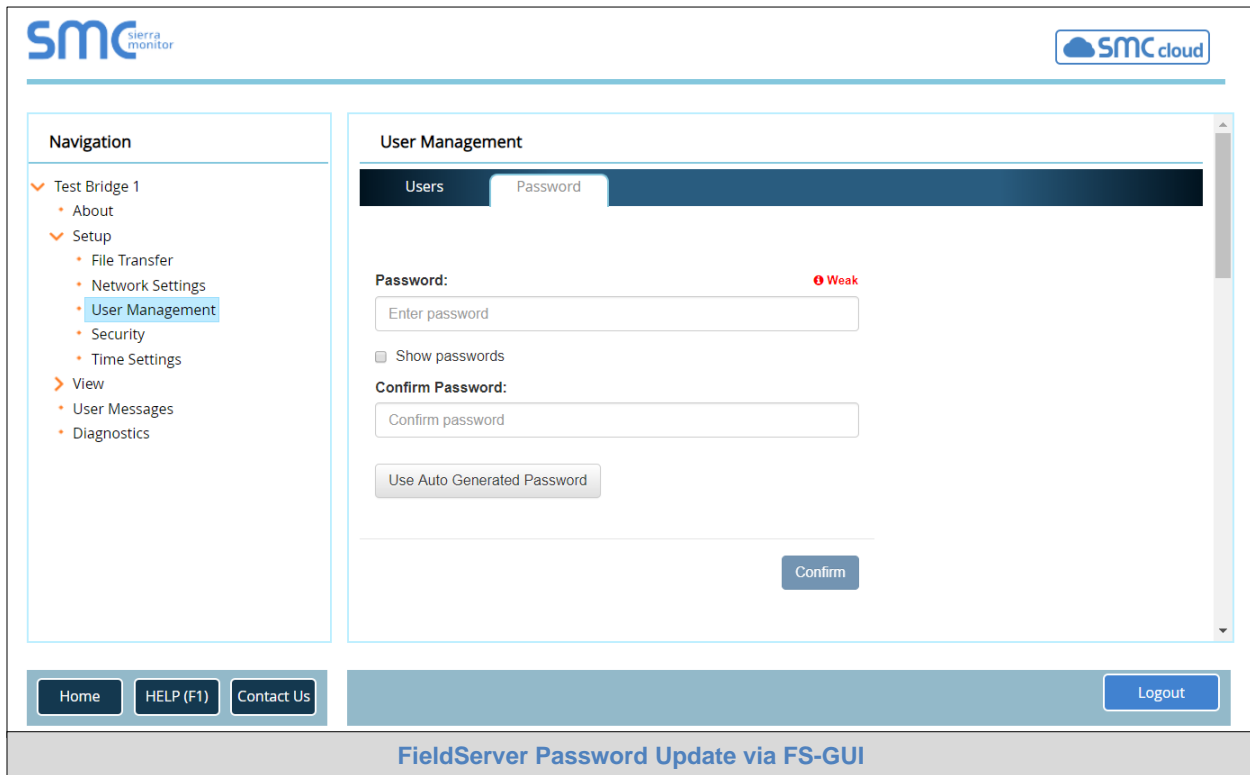 SMC sierra monitor
SMC cloud
Navigation
Test Bridge 1
About
Setup
File Transfer
Network Settings
User Management
Security
Time Settings
View
User Messages
Diagnostics
User Management
Users Password
Password: Weak
Enter password
Show passwords
Confirm Password:
Confirm password
Use Auto Generated Password
Confirm
Home HELP (F1) Contact Us
Logout
FieldServer Password Update via FS-GUI